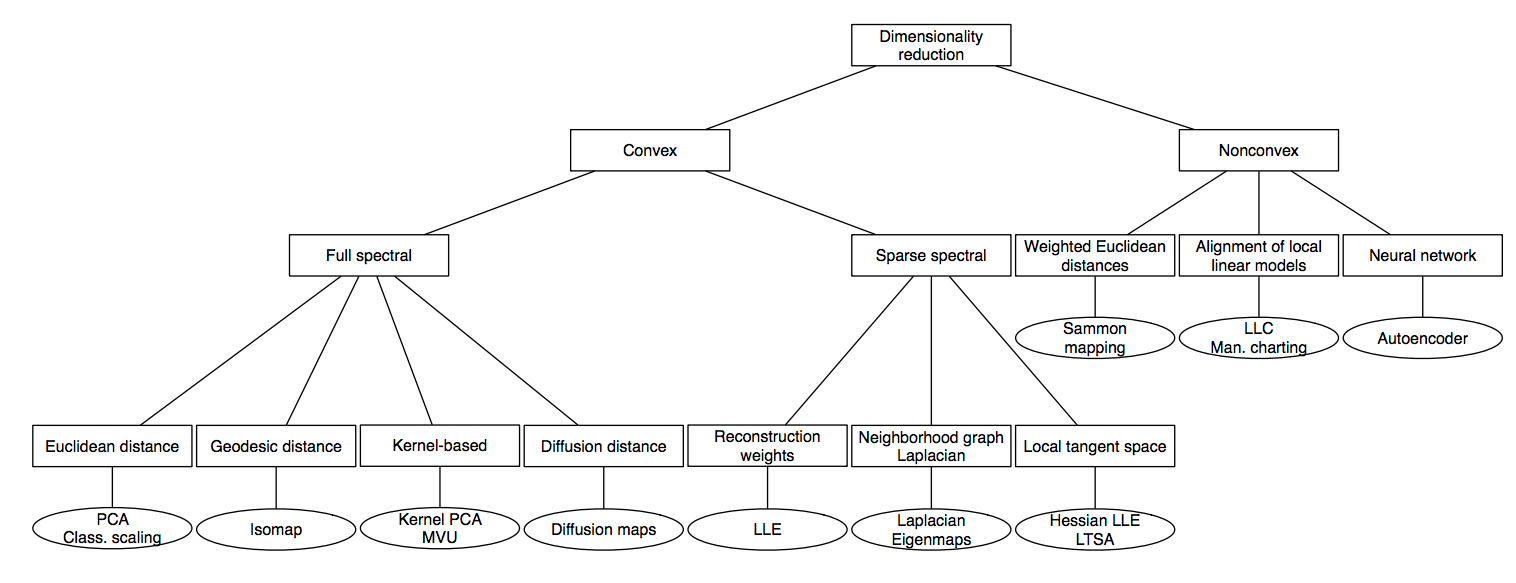 Dimensionality
reduction
Convex
Nonconvex
Full spectral
Sparse spectral
Weighted Euclidean
distances
Alignment of local
linear models
Neural network
Sammon
mapping
LLC
Man. charting
Autoencoder
Euclidean distance
Geodesic distance
Kernel-based
Diffusion distance
Reconstruction
weights
Neighborhood graph
Laplacian
Local tangent space
PCA
Class. scaling
Isomap
Kernel PCA
MVU
Diffusion maps
LLE
Laplacian
Eigenmaps
Hessian LLE
LTSA